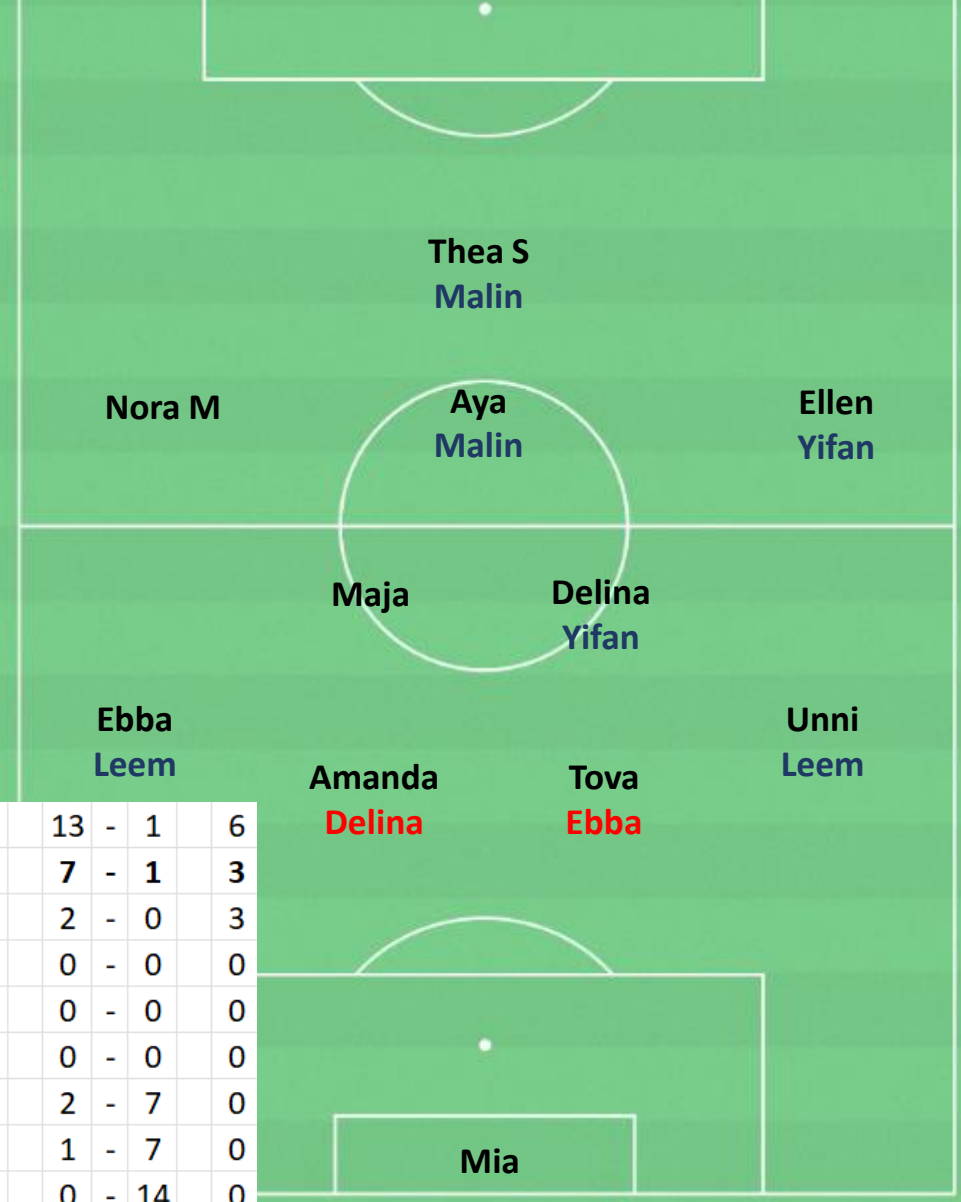 Thea S
Malin
Nora M
Aya
Malin
Ellen
Yifan
Maja
Delina
Yifan
Ebba
Leem
Unni
Leem
Amanda
Delina
Tova
Ebba
13 - 1 6
7 - 1 3
2 - 0 3
0 - 0 0
0 - 0 0
0 - 0 0
2 - 7 0
1 - 7 0
0 - 14 0
Mia